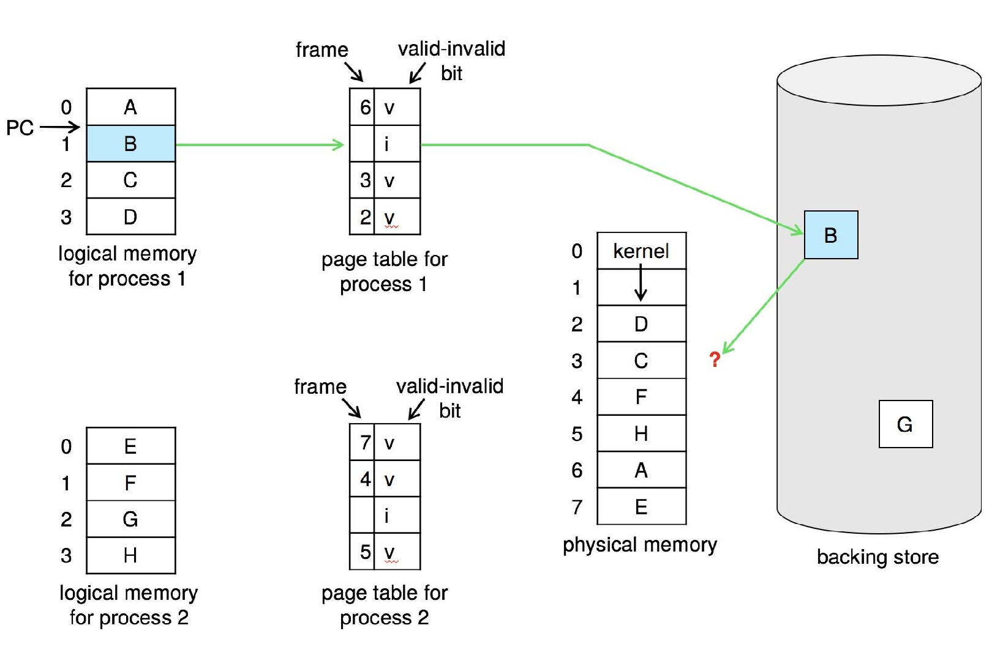 frame
valid-invalid
bit
0 A
PC
1 B
2 C
3 D
logical memory
for process 1
6 v
i
3 v
2 v
page table for
process 1
0 kernel
1
2 D
3 C
4 F
5 H
6 A
7 E
physical memory
B
?
G
backing store
frame
valid-invalid
bit
0 E
1 F
2 G
3 H
logical memory
for process 2
7 v
4 v
i
5 v
page table for
process 2